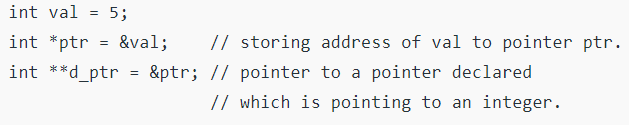 int val = 5;
int *ptr = &val;    // storing address of val to pointer ptr.
int **d_ptr = &ptr; // pointer to a pointer declared
                    // which is pointing to an integer.